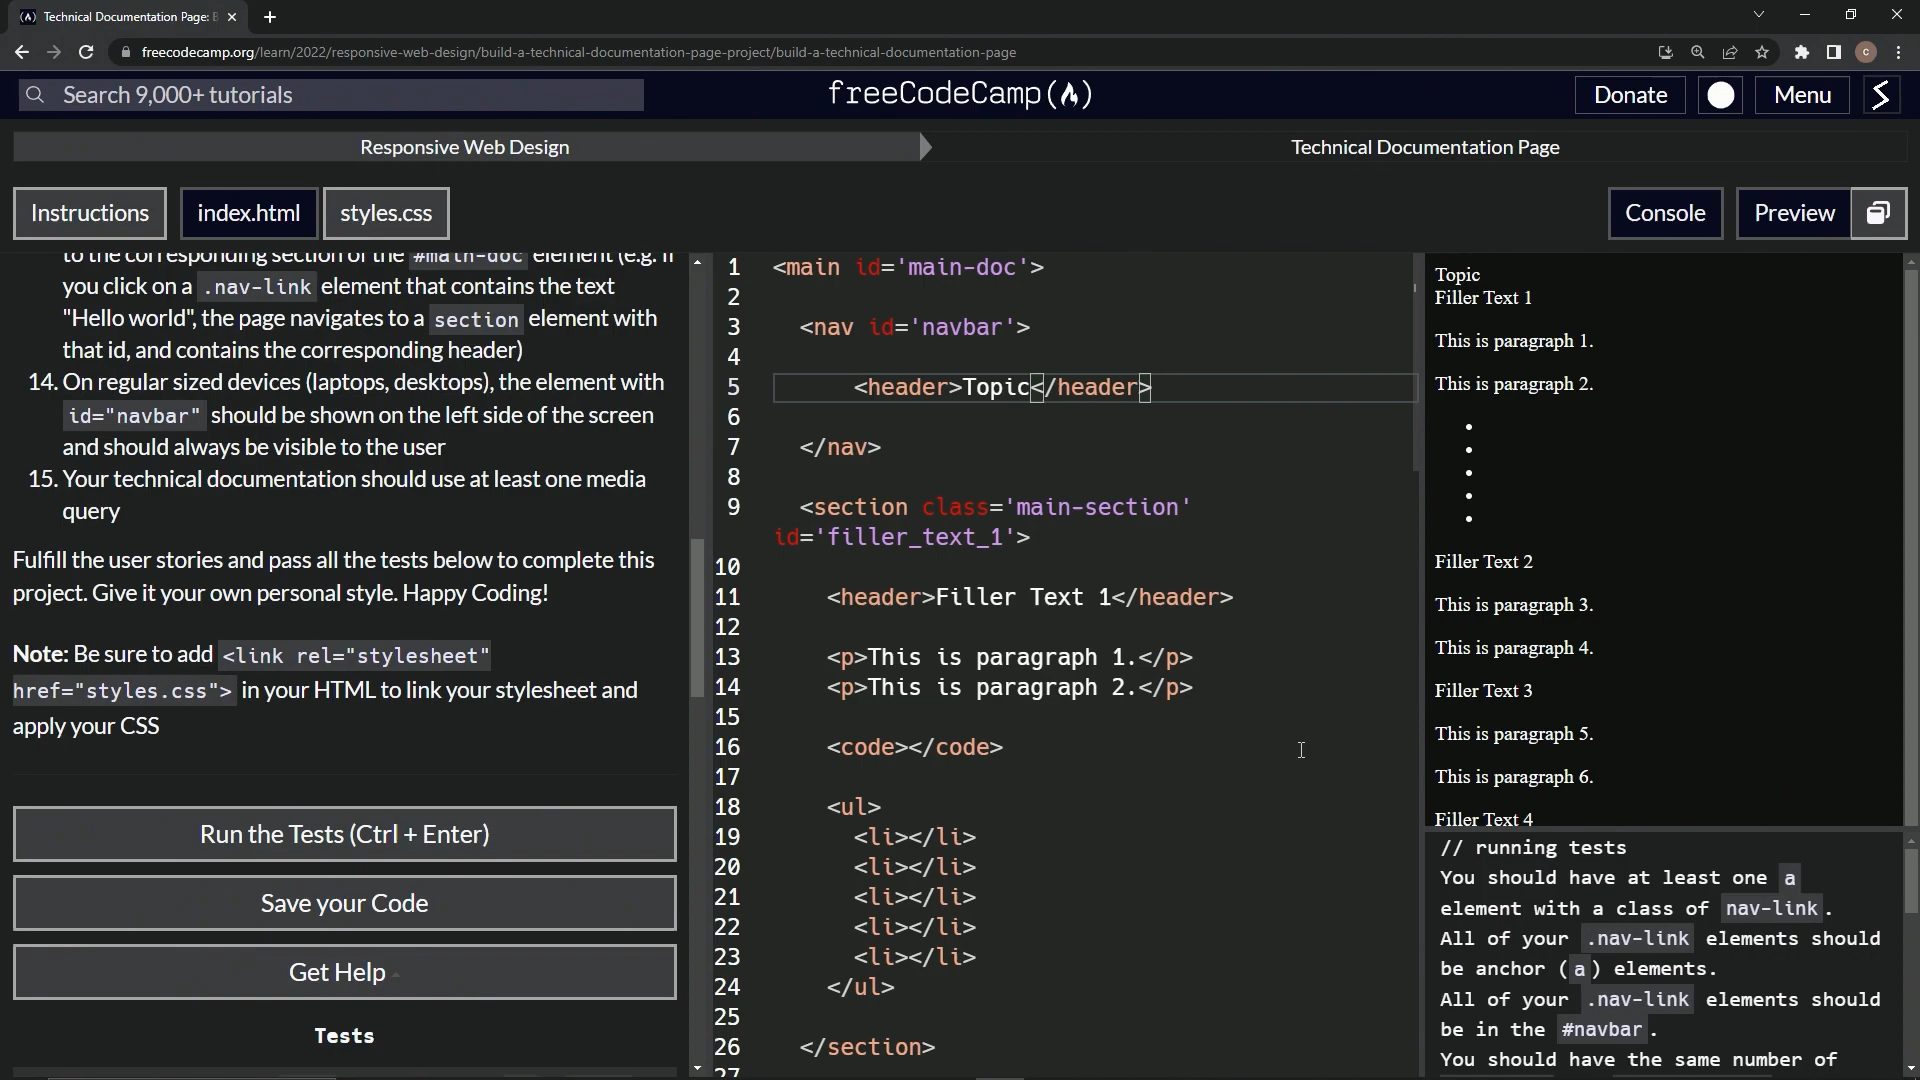 Technical Documentation Page: B
freecodecamp.org/learn/2022/responsive-web-design/build-a-technical-documentation-page-project/build-a-technical-documentation-page
C
Search 9,000+ tutorials
freeCodeCamp
Donate
Menu
Responsive Web Design
Technical Documentation Page
Instructions
index.html
styles.css
Console
Preview
to the corresponding section of the #main-doc element (e.g. If
you click on a .nav-link element that contains the text
"Hello world", the page navigates to a section element with
that id, and contains the corresponding header)
14. On regular sized devices (laptops, desktops), the element with
id="navbar" should be shown on the left side of the screen
and should always be visible to the user
15. Your technical documentation should use at least one media
query
Fulfill the user stories and pass all the tests below to complete this
project. Give it your own personal style. Happy Coding!
Note: Be sure to add <link rel="stylesheet"
href="styles.css"> in your HTML to link your stylesheet and
apply your CSS
Run the Tests (Ctrl + Enter)
Save your Code
Get Help
Tests
1 <main id='main-doc'>
2
3 <nav id='navbar'>
4
5 <header>Topic</header>
6
7 </nav>
8
9 <section class='main-section'
id='filler_text_1'>
10
11 <header>Filler Text 1</header>
12
13 <p>This is paragraph 1.</p>
14 <p>This is paragraph 2.</p>
15
16 <code></code>
17
18 <ul>
19 <li></li>
20 <li></li>
21 <li></li>
22 <li></li>
23 <li></li>
24 </ul>
25
26 </section>
27
Topic
Filler Text 1
This is paragraph 1.
This is paragraph 2.
Filler Text 2
This is paragraph 3.
This is paragraph 4.
Filler Text 3
This is paragraph 5.
This is paragraph 6.
Filler Text 4
// running tests
You should have at least one a
element with a class of nav-link.
All of your .nav-link elements should
be anchor (a) elements.
All of your .nav-link elements should
be in the #navbar.
You should have the same number of